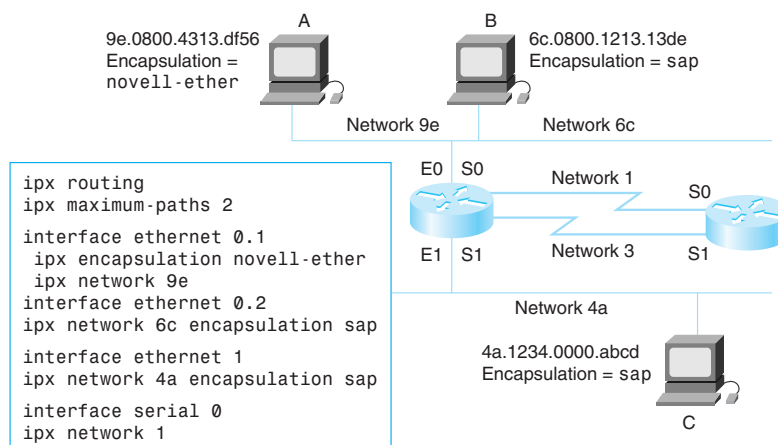 A
9e.0800.4313.df56
Encapsulation =
novell-ether
B
6c.0800.1213.13de
Encapsulation = sap
Network 9e
Network 6c
E0
S0
Network 1
S0
E1
S1
Network 3
S1
Network 4a
4a.1234.0000.abcd
Encapsulation = sap
C
ipx routing
ipx maximum-paths 2
interface ethernet 0.1
ipx encapsulation novell-ether
ipx network 9e
interface ethernet 0.2
ipx network 6c encapsulation sap
interface ethernet 1
ipx network 4a encapsulation sap
interface serial 0
ipx network 1